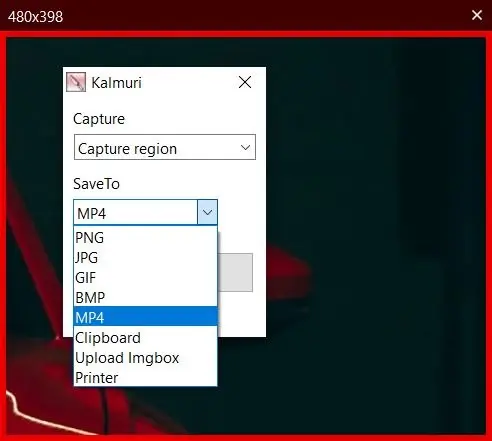 480x398
Kalmuri
Capture
Capture region
SaveTo
MP4
PNG
JPG
GIF
BMP
MP4
Clipboard
Upload Imgbox
Printer